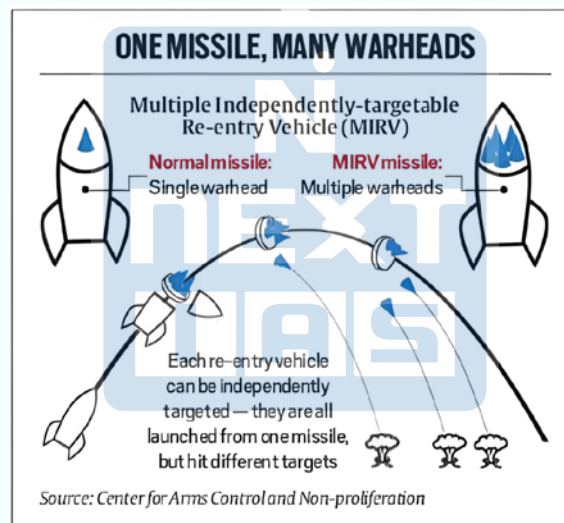 ONE MISSILE, MANY WARHEADS
Multiple Independently-targetable
Re-entry Vehicle (MIRV)
Normal missile:
Single warhead
MIRV missile:
Multiple warheads
NEXT
IAS
Each re-entry vehicle
can be independently
targeted — they are all
launched from one missile,
but hit different targets
Source: Center for Arms Control and Non-proliferation